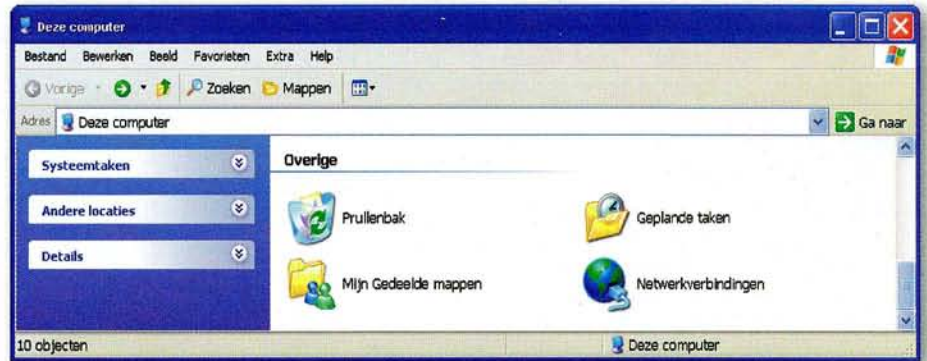 Deze computer
Bestand Bewerken Beeld Favorieten Extra Help
Vorige Zoeken Mappen
Adres Deze computer Ga naar
Systeemtaken
Overige
Andere locaties
Prullenbak Geplande taken
Details
Mijn Gedeelde mappen Netwerkverbindingen
10 objecten Deze computer